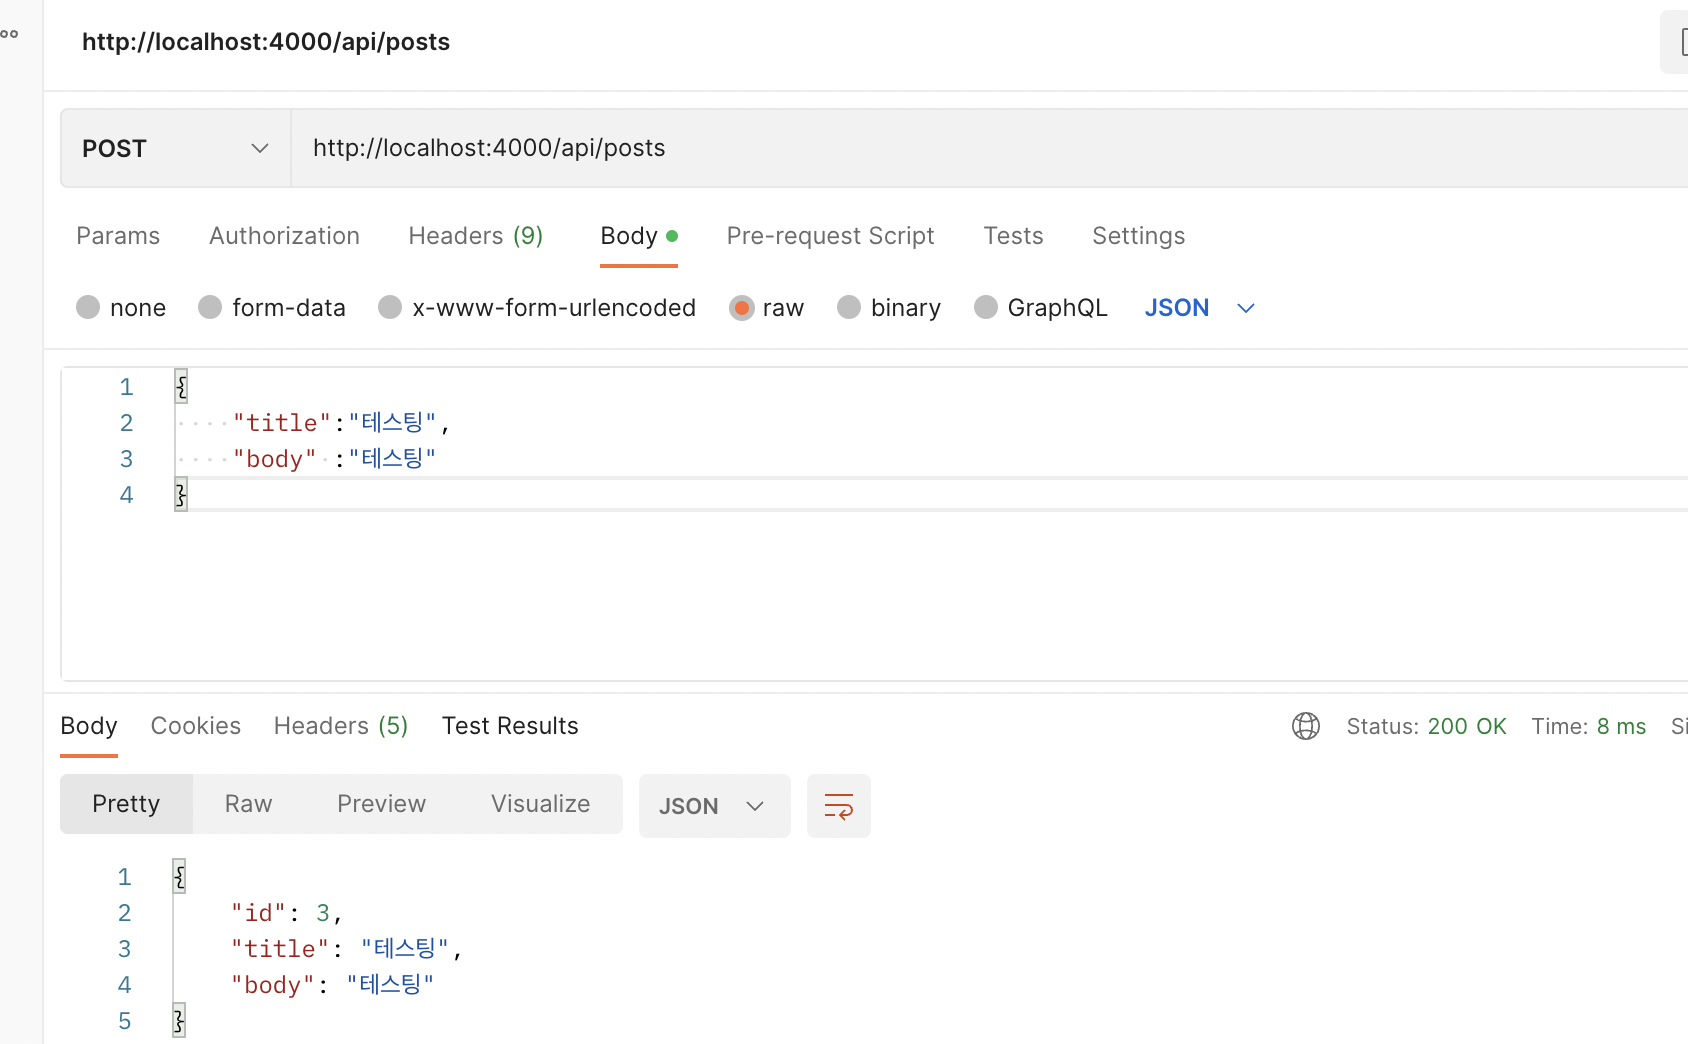 http://localhost:4000/api/posts
POST http://localhost:4000/api/posts
Params Authorization Headers (9) Body Pre-request Script Tests Settings
none form-data x-www-form-urlencoded raw binary GraphQL JSON
1 {
2 "title":"테스팅",
3 "body" :"테스팅"
4 }
Body Cookies Headers (5) Test Results Status: 200 OK Time: 8 ms
Pretty Raw Preview Visualize JSON
1 {
2 "id": 3,
3 "title": "테스팅",
4 "body": "테스팅"
5 }